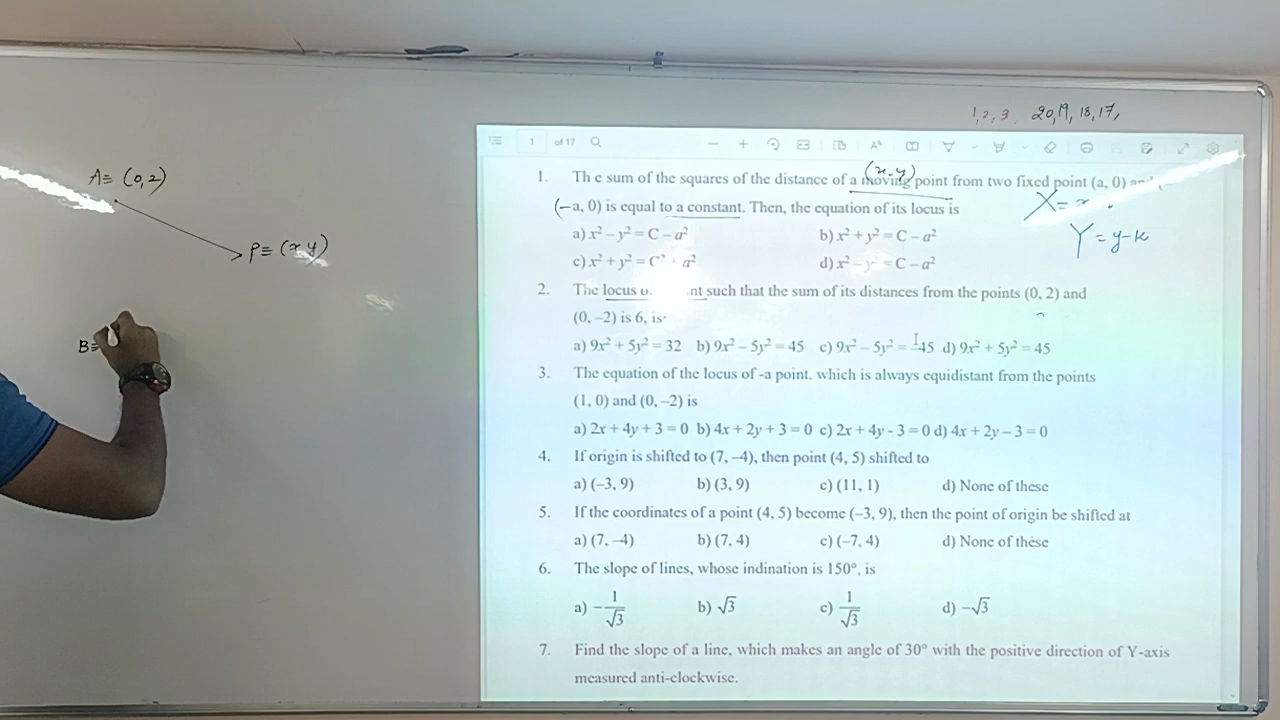 1, 2, 3 20, 19, 18, 17,
1 of 17
A≡ (0,2)
P≡ (x y)
B≡
(x-y)
1. Th e sum of the squares of the distance of a moving point from two fixed point (a, 0)
(–a, 0) is equal to a constant. Then, the equation of its locus is
X=
Y = y-k
a) x² – y² = C – a² b) x² + y² = C – a²
c) x² + y² = a² d) x² – = C – a²
2. The locus such that the sum of its distances from the points (0, 2) and
(0, –2) is 6, is
a) 9x² + 5y² = 32 b) 9x² – 5y² = 45 c) 9x² – 5y² = 45 d) 9x² + 5y² = 45
3. The equation of the locus of -a point. which is always equidistant from the points
(1, 0) and (0, –2) is
a) 2x + 4y + 3 = 0 b) 4x + 2y + 3 = 0 c) 2x + 4y - 3 = 0 d) 4x + 2y – 3 = 0
4. If origin is shifted to (7, –4), then point (4, 5) shifted to
a) (–3, 9) b) (3, 9) c) (11, 1) d) None of these
5. If the coordinates of a point (4, 5) become (–3, 9), then the point of origin be shifted at
a) (7, –4) b) (7, 4) c) (–7, 4) d) None of these
6. The slope of lines, whose indination is 150°, is
a) –1/√3 b) √3 c) 1/√3 d) –√3
7. Find the slope of a line, which makes an angle of 30° with the positive direction of Y-axis
measured anti-clockwise.